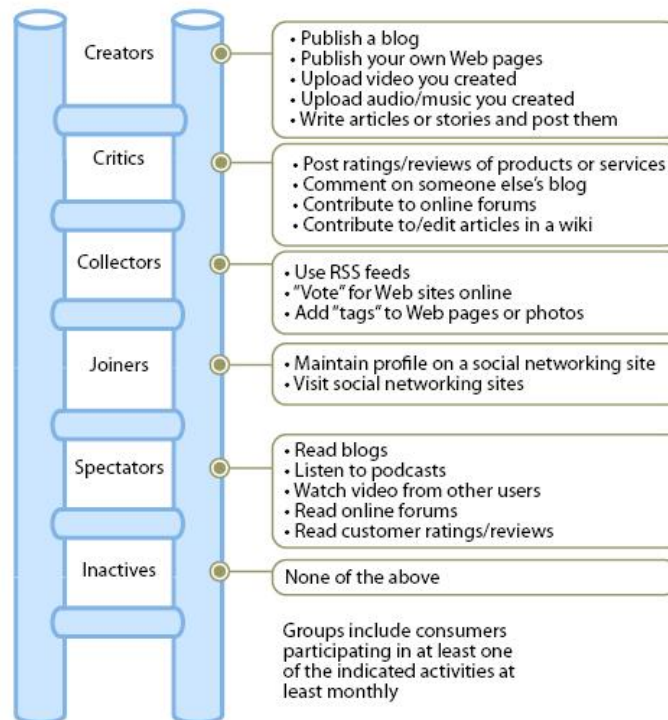 Creators
• Publish a blog
• Publish your own Web pages
• Upload video you created
• Upload audio/music you created
• Write articles or stories and post them
Critics
• Post ratings/reviews of products or services
• Comment on someone else's blog
• Contribute to online forums
• Contribute to/edit articles in a wiki
Collectors
• Use RSS feeds
• "Vote" for Web sites online
• Add "tags" to Web pages or photos
Joiners
• Maintain profile on a social networking site
• Visit social networking sites
Spectators
• Read blogs
• Listen to podcasts
• Watch video from other users
• Read online forums
• Read customer ratings/reviews
Inactives
None of the above
Groups include consumers
participating in at least one
of the indicated activities at
least monthly